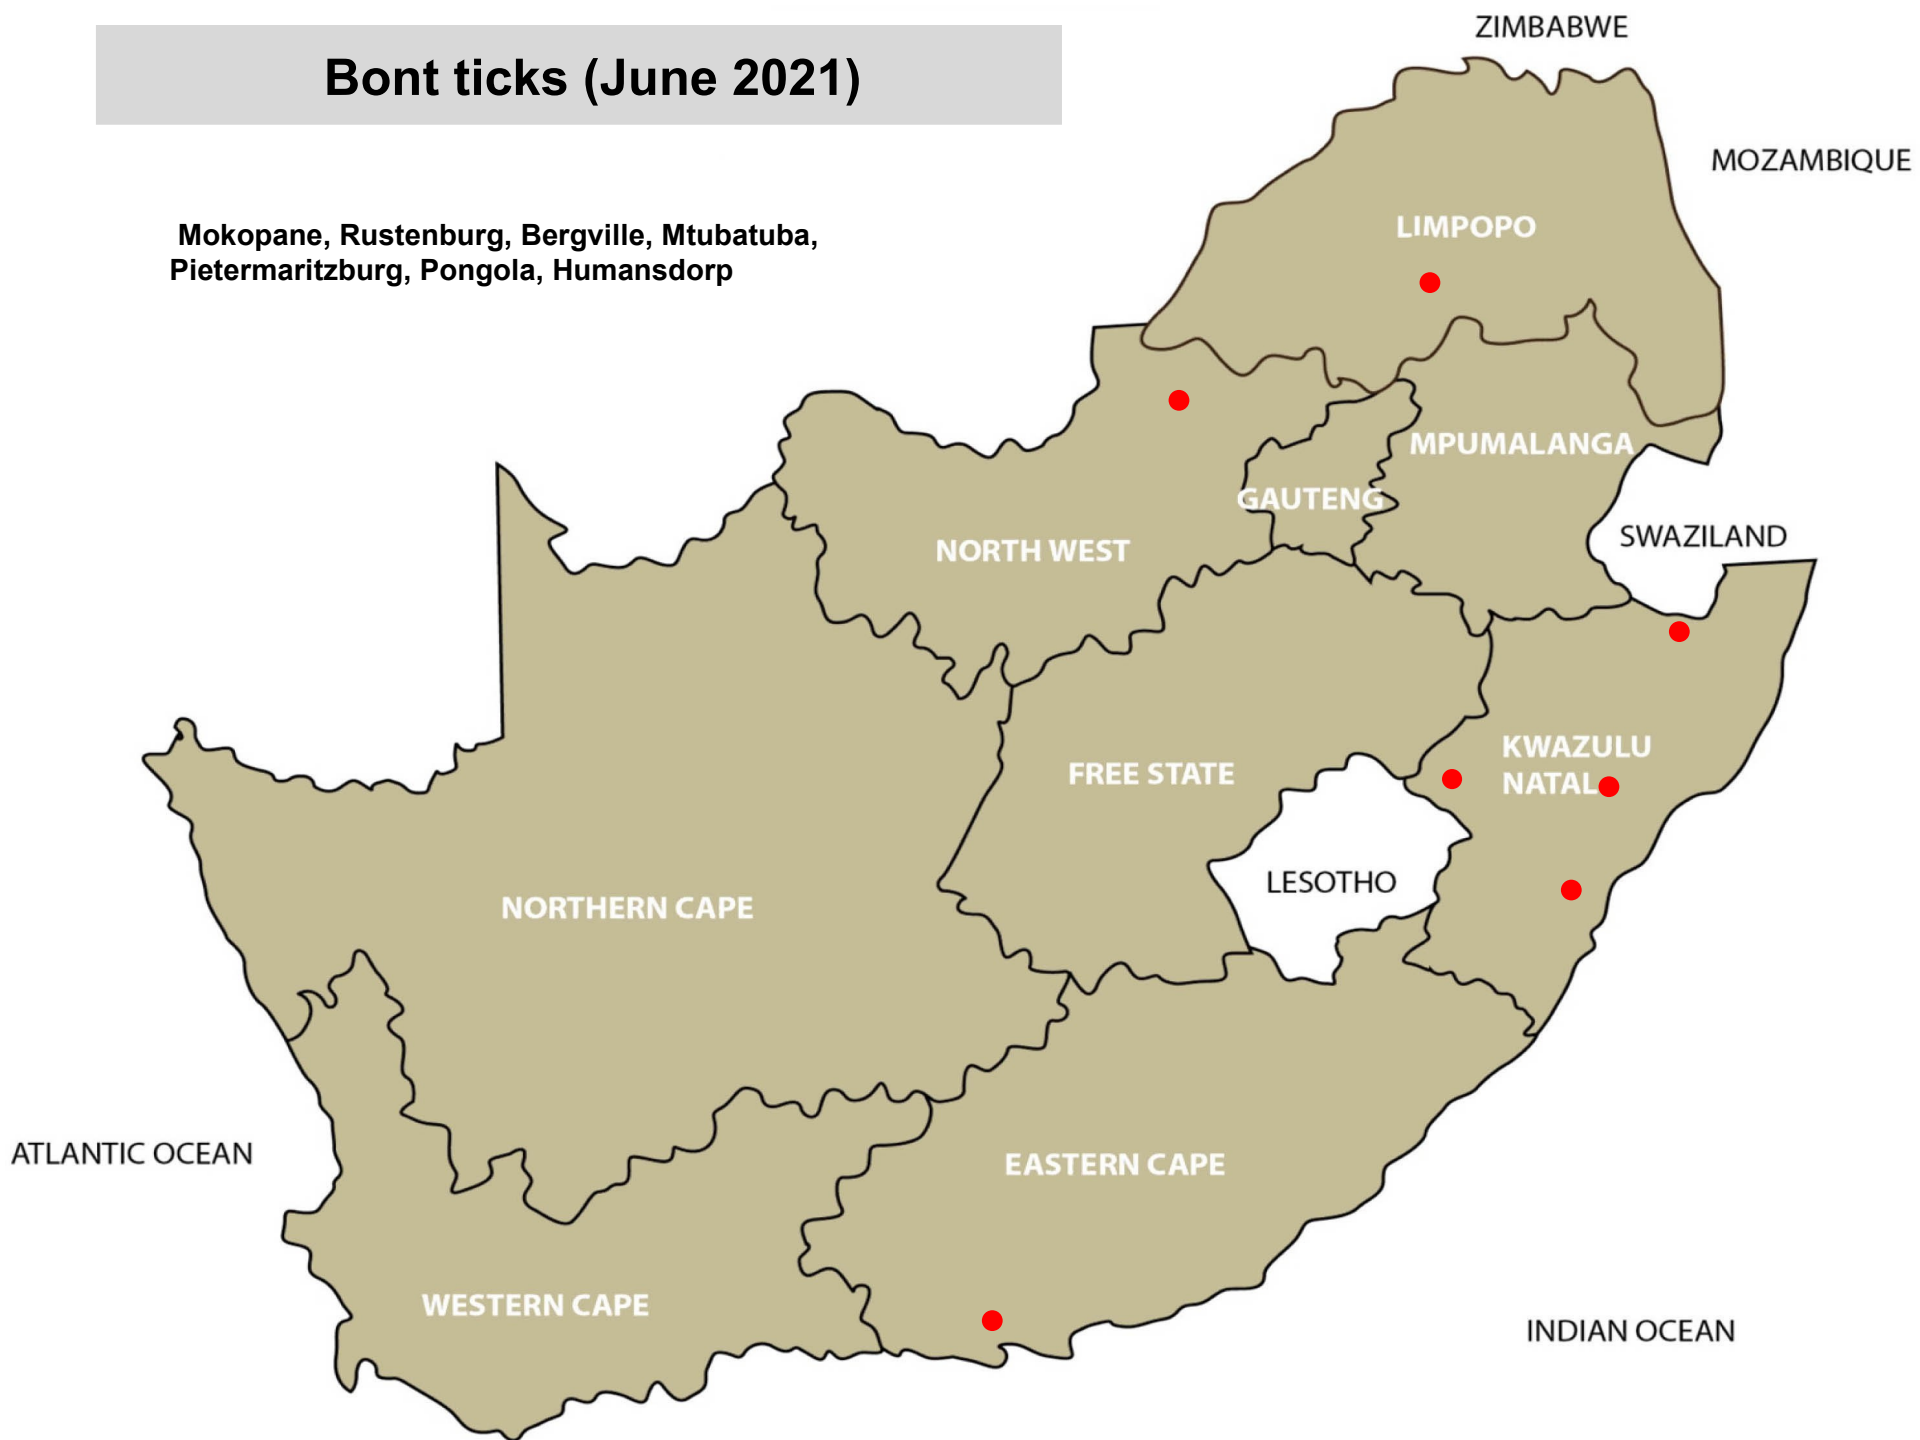 Bont ticks (June 2021)
Mokopane, Rustenburg, Bergville, Mtubatuba,
Pietermaritzburg, Pongola, Humansdorp
ZIMBABWE
MOZAMBIQUE
LIMPOPO
MPUMALANGA
GAUTENG
SWAZILAND
NORTH WEST
KWAZULU
NATAL
FREE STATE
LESOTHO
NORTHERN CAPE
ATLANTIC OCEAN
EASTERN CAPE
WESTERN CAPE
INDIAN OCEAN